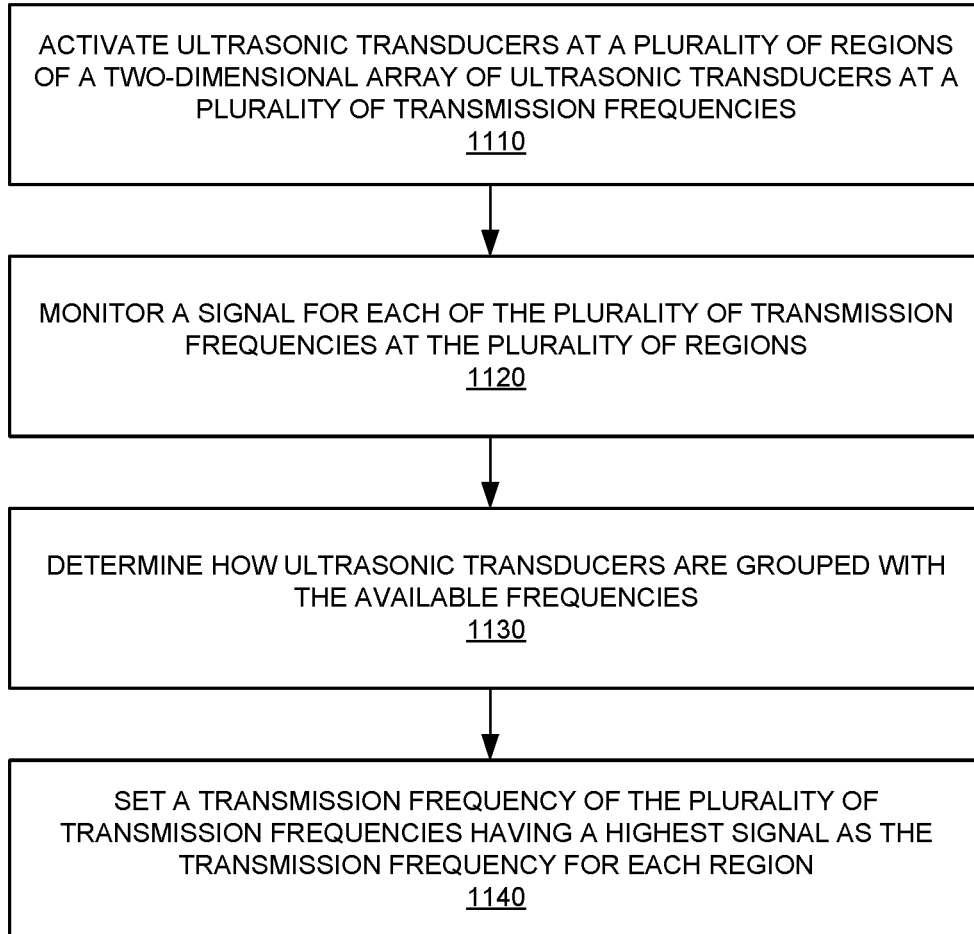 ACTIVATE ULTRASONIC TRANSDUCERS AT A PLURALITY OF REGIONS
OF A TWO-DIMENSIONAL ARRAY OF ULTRASONIC TRANSDUCERS AT A
PLURALITY OF TRANSMISSION FREQUENCIES
1110
MONITOR A SIGNAL FOR EACH OF THE PLURALITY OF TRANSMISSION
FREQUENCIES AT THE PLURALITY OF REGIONS
1120
DETERMINE HOW ULTRASONIC TRANSDUCERS ARE GROUPED WITH
THE AVAILABLE FREQUENCIES
1130
SET A TRANSMISSION FREQUENCY OF THE PLURALITY OF
TRANSMISSION FREQUENCIES HAVING A HIGHEST SIGNAL AS THE
TRANSMISSION FREQUENCY FOR EACH REGION
1140